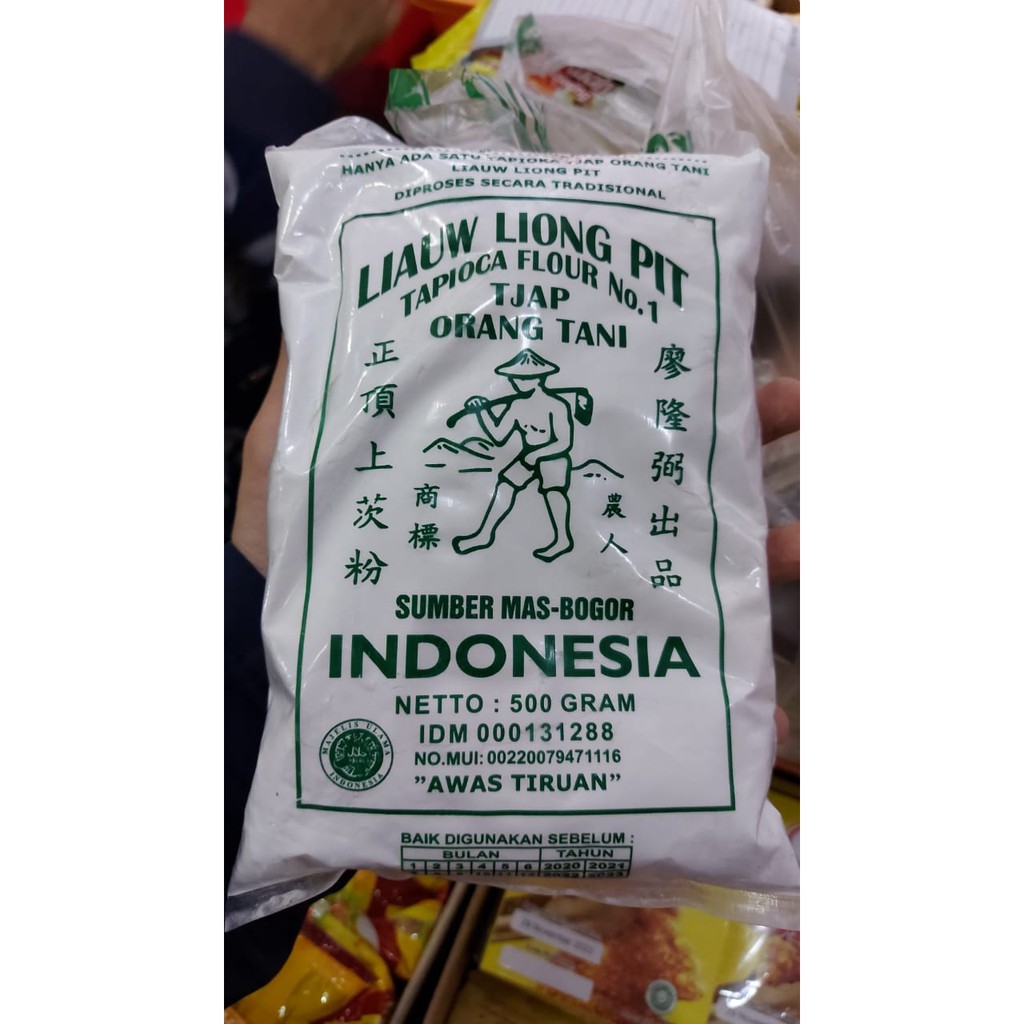 HANYA ADA SATU TAPIOKA TJAP ORANG TANI
LIAUW LIONG PIT
DIPROSES SECARA TRADISIONAL
LIAUW LIONG PIT
TAPIOCA FLOUR No.1
TJAP
ORANG TANI
正頂上茨粉
商標
農人
廖隆弼出品
SUMBER MAS-BOGOR
INDONESIA
NETTO : 500 GRAM
IDM 000131288
NO.MUI: 00220079471116
"AWAS TIRUAN"
MAJELIS ULAMA
INDONESIA
BAIK DIGUNAKAN SEBELUM :
BULAN TAHUN
1 2 3 4 5 6 2020 2021